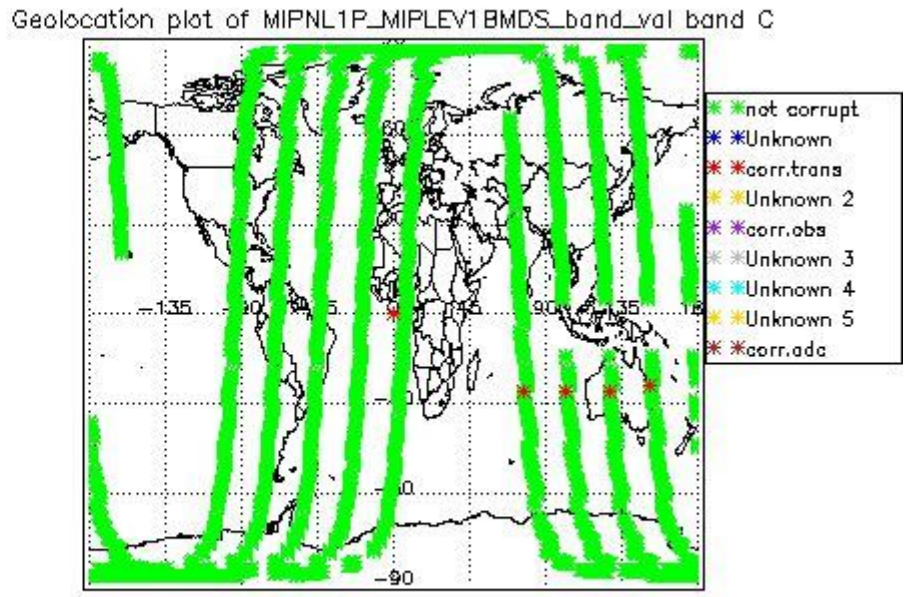 Geolocation plot of MIPNL1P_MIPLEV1BMDS_band_val band C
not corrupt
Unknown
corr.trans
Unknown 2
corr.obs
Unknown 3
Unknown 4
Unknown 5
corr.adc
60
-135
90
135
-90